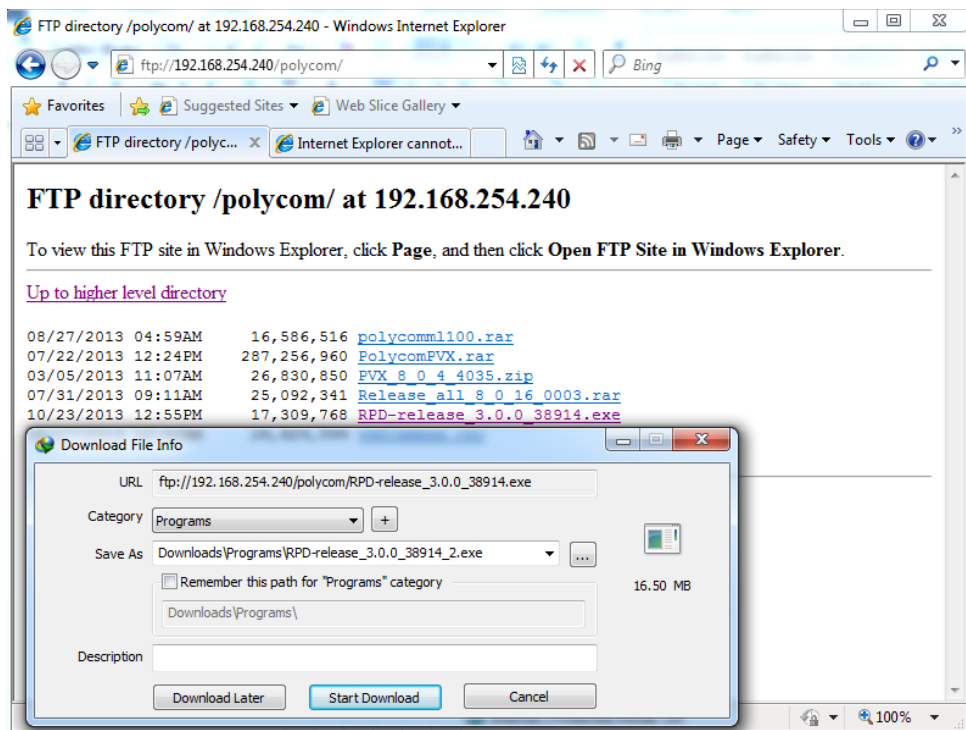 FTP directory /polycom/ at 192.168.254.240 - Windows Internet Explorer
ftp://192.168.254.240/polycom/
Bing
Favorites Suggested Sites Web Slice Gallery
FTP directory /polyc... x Internet Explorer cannot... Page Safety Tools »
FTP directory /polycom/ at 192.168.254.240
To view this FTP site in Windows Explorer, click Page, and then click Open FTP Site in Windows Explorer.
Up to higher level directory
08/27/2013 04:59AM 16,586,516 polycomml100.rar
07/22/2013 12:24PM 287,256,960 PolycomPVX.rar
03/05/2013 11:07AM 26,830,850 PVX_8_0_4_4035.zip
07/31/2013 09:11AM 25,092,341 Release_all_8_0_16_0003.rar
10/23/2013 12:55PM 17,309,768 RPD-release_3.0.0_38914.exe
Download File Info
URL ftp://192.168.254.240/polycom/RPD-release_3.0.0_38914.exe
Category Programs +
Save As Downloads\Programs\RPD-release_3.0.0_38914_2.exe ...
Remember this path for "Programs" category
16.50 MB
Downloads\Programs\
Description
Download Later Start Download Cancel
100%